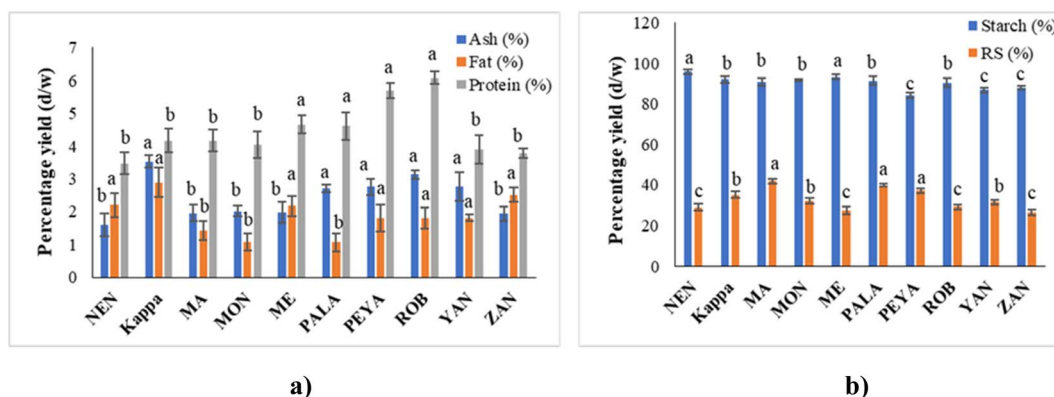 Percentage yield (d/w)
7
6
5
4
3
2
1
0
Ash (%)
Fat (%)
Protein (%)
b a b
a a b
b b b
b b b
b a a
a b a
a a a
a a a
a a b
b a b
NEN
Kappa
MA
MON
ME
PALA
PEYA
ROB
YAN
ZAN
a)
Percentage yield (d/w)
120
100
80
60
40
20
0
Starch (%)
RS (%)
a b b b a b c b c c
c b a b c a a c c c
NEN
Kappa
MA
MON
ME
PALA
PEYA
ROB
YAN
ZAN
b)